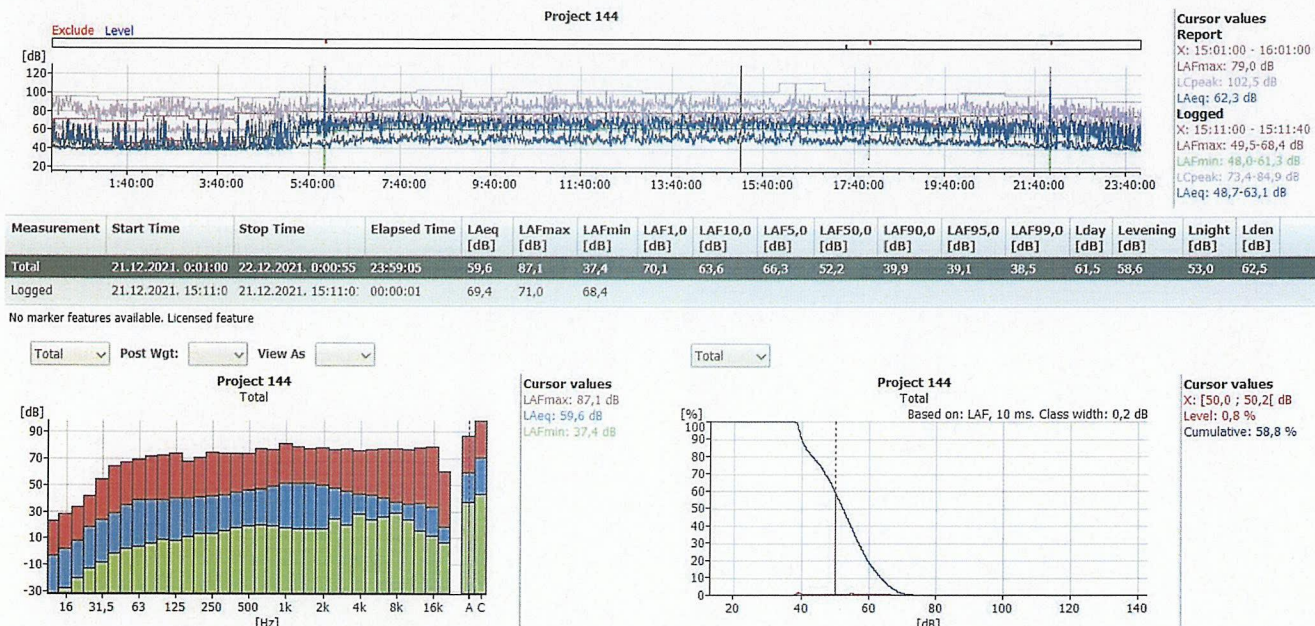 Project 144
Exclude Level
[dB]
120
100
80
60
40
20
1:40:00 3:40:00 5:40:00 7:40:00 9:40:00 11:40:00 13:40:00 15:40:00 17:40:00 19:40:00 21:40:00 23:40:00
Cursor values
Report
X: 15:01:00 - 16:01:00
LAFmax: 79,0 dB
LCpeak: 102,5 dB
LAeq: 62,3 dB
Logged
X: 15:11:00 - 15:11:40
LAFmax: 49,5-68,4 dB
LAFmin: 48,0-61,3 dB
LCpeak: 73,4-84,9 dB
LAeq: 48,7-63,1 dB
Measurement Start Time Stop Time Elapsed Time LAeq [dB] LAFmax [dB] LAFmin [dB] LAF1,0 [dB] LAF10,0 [dB] LAF5,0 [dB] LAF50,0 [dB] LAF90,0 [dB] LAF95,0 [dB] LAF99,0 [dB] Lday [dB] Levening [dB] Lnight [dB] Lden [dB]
Total 21.12.2021. 0:01:00 22.12.2021. 0:00:55 23:59:05 59,6 87,1 37,4 70,1 63,6 66,3 52,2 39,9 39,1 38,5 61,5 58,6 53,0 62,5
Logged 21.12.2021. 15:11:0 21.12.2021. 15:11:0 00:00:01 69,4 71,0 68,4
No marker features available. Licensed feature
Total Post Wgt: View As
Project 144
Total
[dB]
90
70
50
30
10
-10
-30
16 31,5 63 125 250 500 1k 2k 4k 8k 16k A C
[Hz]
Cursor values
LAFmax: 87,1 dB
LAeq: 59,6 dB
LAFmin: 37,4 dB
Total
Project 144
Total
Based on: LAF, 10 ms. Class width: 0,2 dB
[%]
100
90
80
70
60
50
40
30
20
10
0
20 40 60 80 100 120 140
[dB]
Cursor values
X: [50,0 ; 50,2[ dB
Level: 0,8 %
Cumulative: 58,8 %